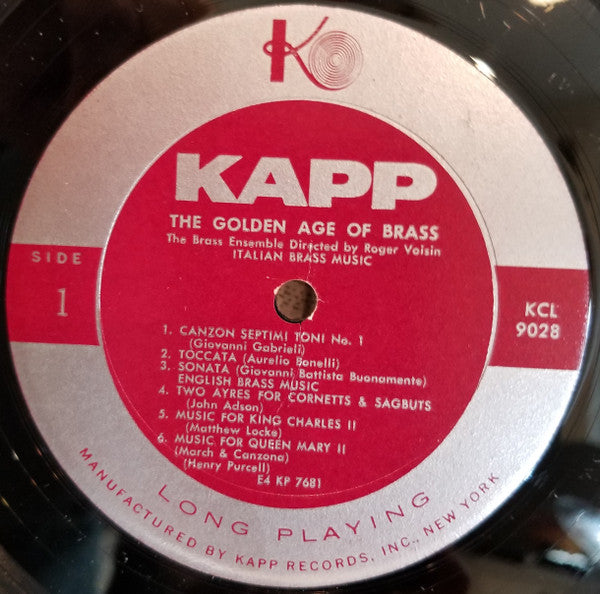 K
KAPP
THE GOLDEN AGE OF BRASS
The Brass Ensemble Directed by Roger Voisin
ITALIAN BRASS MUSIC
SIDE
1
KCL
9028
1. CANZON SEPTIMI TONI No. 1
(Giovanni Gabrieli)
2. TOCCATA (Aurelio Bonelli)
3. SONATA (Giovanni Battista Buonamente)
ENGLISH BRASS MUSIC
4. TWO AYRES FOR CORNETTS & SAGBUTS
(John Adson)
5. MUSIC FOR KING CHARLES II
(Matthew Locke)
6. MUSIC FOR QUEEN MARY II
(March & Canzona)
(Henry Purcell)
E4 KP 7681
LONG PLAYING
MANUFACTURED BY KAPP RECORDS, INC., NEW YORK